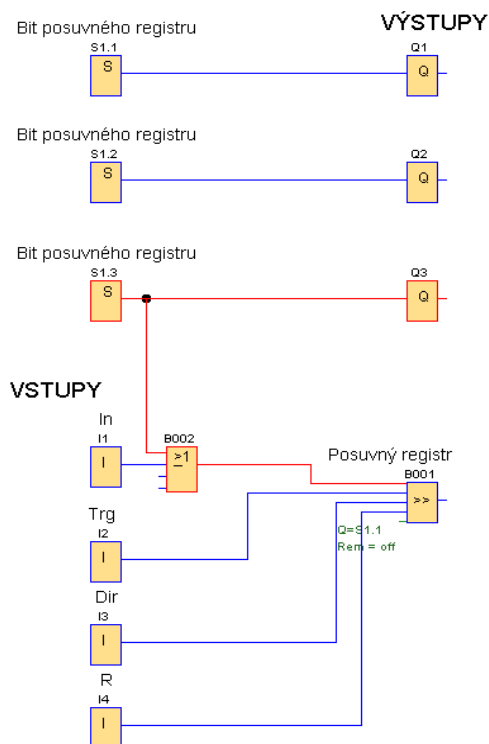 Bit posuvného registru
VÝSTUPY
S1.1
S
Q1
Q
Bit posuvného registru
S1.2
S
Q2
Q
Bit posuvného registru
S1.3
S
Q3
Q
VSTUPY
In
I1
I
B002
>1
Posuvný registr
B001
>>
Q=S1.1
Rem = off
Trg
I2
I
Dir
I3
I
R
I4
I